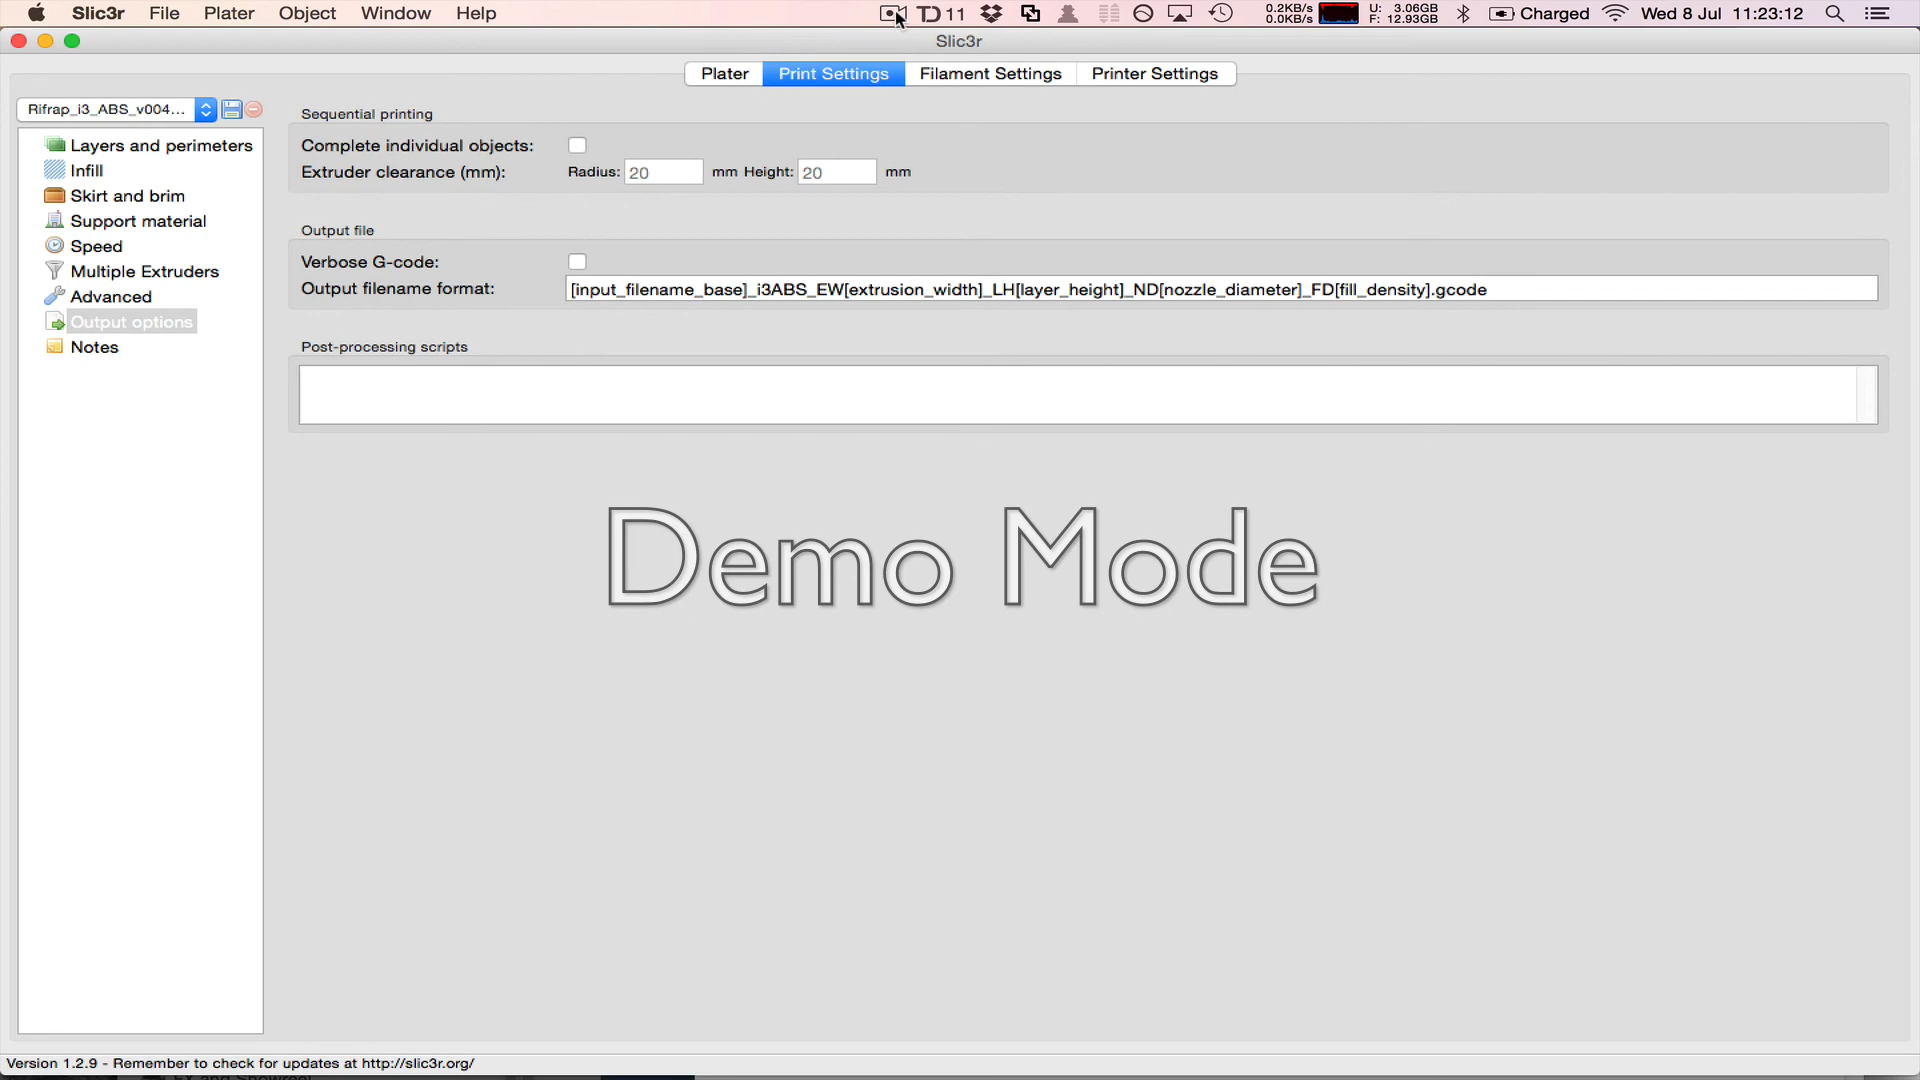 Slic3r File Plater Object Window Help 11 0.2KB/s 0.0KB/s U: 3.06GB F: 12.93GB Charged Wed 8 Jul 11:23:12
Slic3r
Plater Print Settings Filament Settings Printer Settings
Rifrap_i3_ABS_v004...
Layers and perimeters
Infill
Skirt and brim
Support material
Speed
Multiple Extruders
Advanced
Output options
Notes
Sequential printing
Complete individual objects:
Extruder clearance (mm): Radius: 20 mm Height: 20 mm
Output file
Verbose G-code:
Output filename format: [input_filename_base]_i3ABS_EW[extrusion_width]_LH[layer_height]_ND[nozzle_diameter]_FD[fill_density].gcode
Post-processing scripts
Demo Mode
Version 1.2.9 - Remember to check for updates at http://slic3r.org/